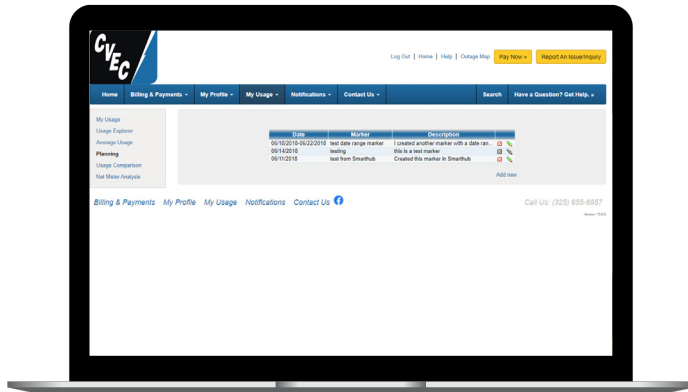 CVEC
Log Out | Home | Help | Outage Map Pay Now » Report An Issue/Inquiry
Home Billing & Payments My Profile My Usage Notifications Contact Us Search Have a Question? Get Help. »
My Usage
Usage Explorer
Average Usage
Planning
Usage Comparison
Net Meter Analysis
Date Marker Description
06/18/2018-06/22/2018 test date range marker I created another marker with a date ran...
06/14/2018 testing this is a test marker
06/11/2018 test from Smarthub Created this marker in Smarthub
Add new
Billing & Payments My Profile My Usage Notifications Contact Us
Call Us: (325) 655-6957